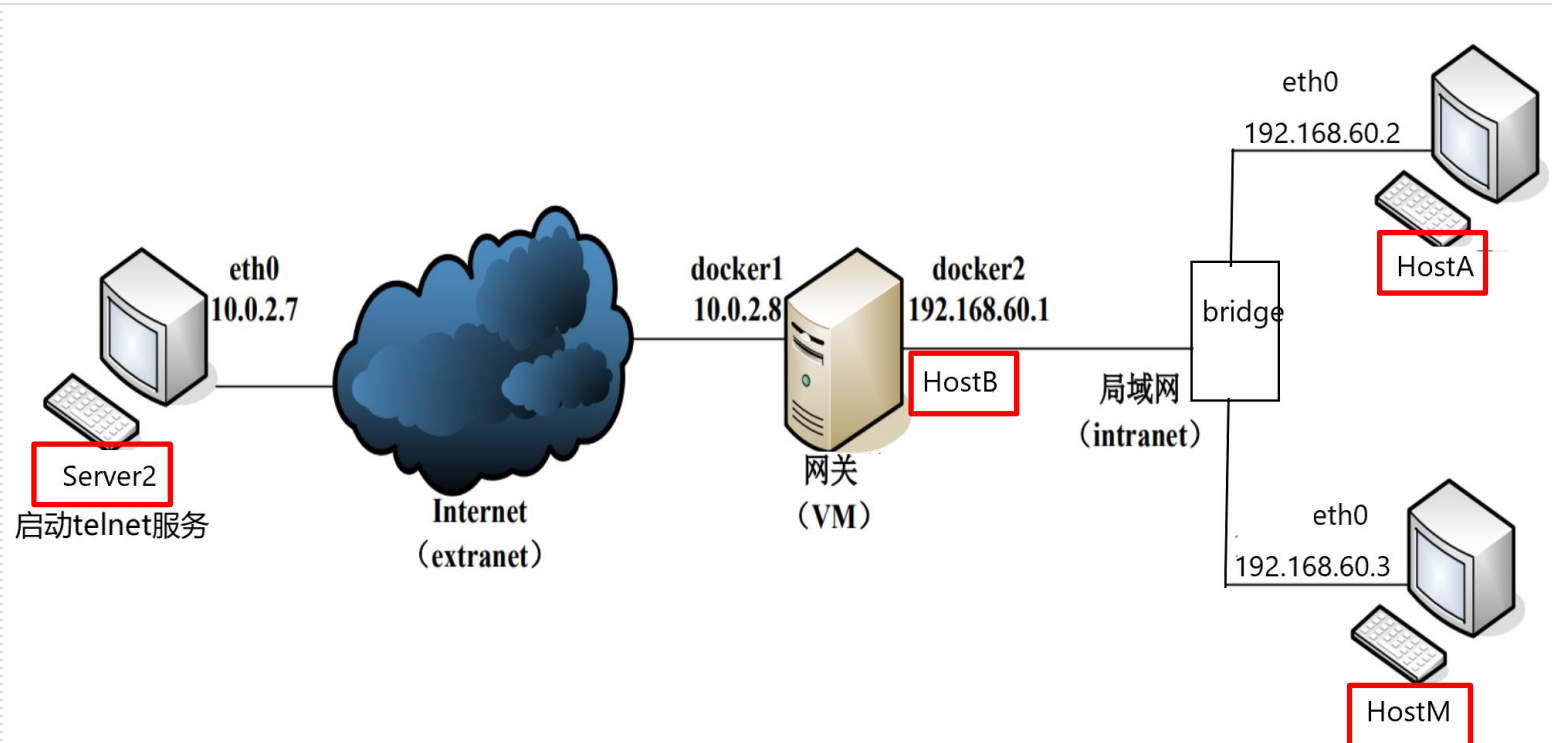 eth0
10.0.2.7
Server2
启动telnet服务
Internet
（extranet）
docker1
10.0.2.8
docker2
192.168.60.1
HostB
网关
（VM）
局域网
（intranet）
bridge
eth0
192.168.60.2
HostA
eth0
192.168.60.3
HostM